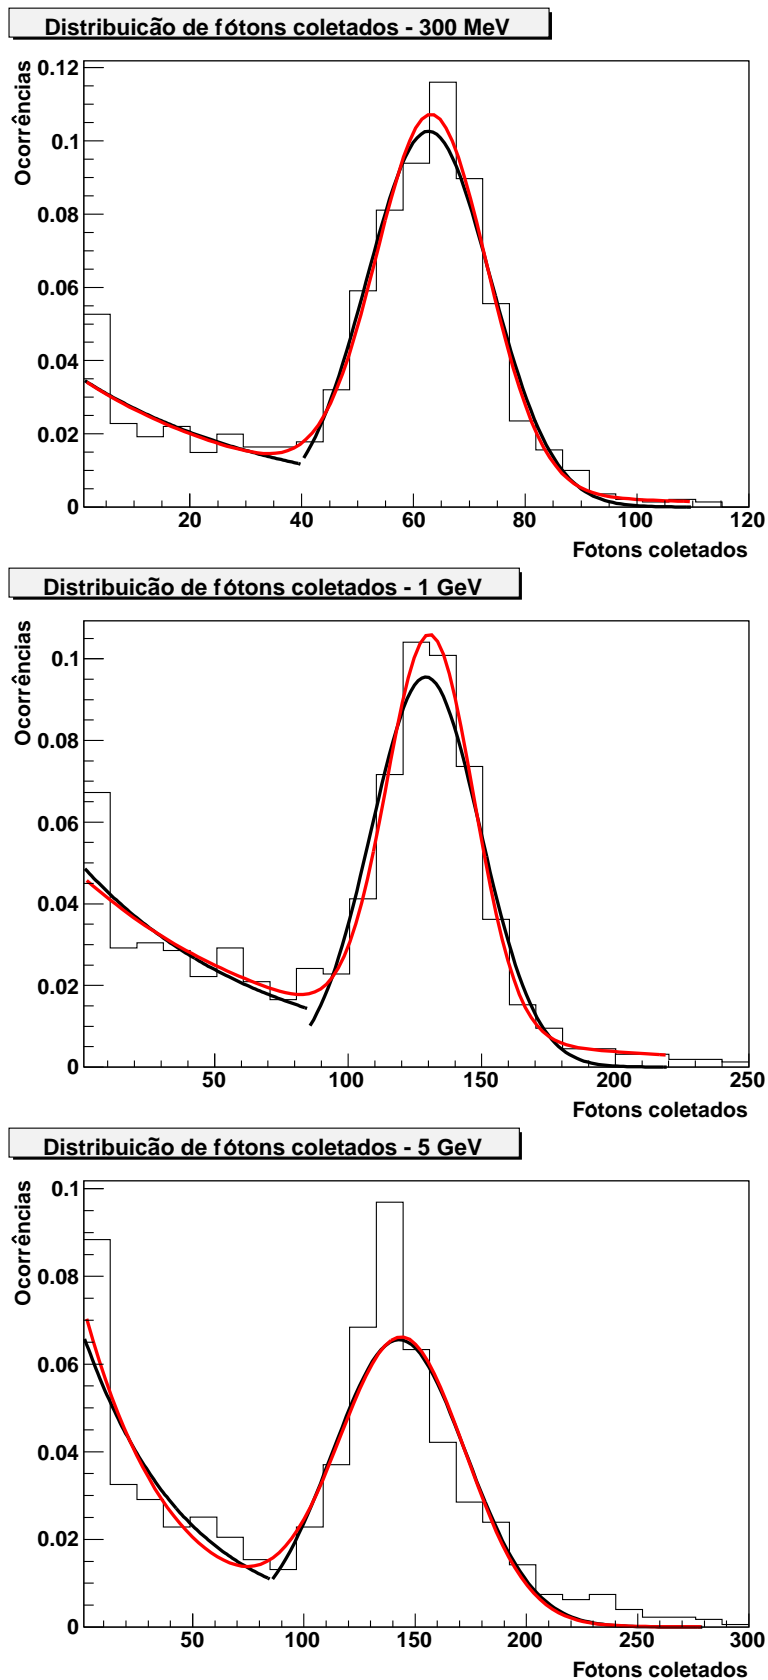 Distribuicão de fótons coletados - 300 MeV
Ocorrências
0.12
0.1
0.08
0.06
0.04
0.02
0
20 40 60 80 100 120
Fótons coletados
Distribuicão de fótons coletados - 1 GeV
Ocorrências
0.1
0.08
0.06
0.04
0.02
0
50 100 150 200 250
Fótons coletados
Distribuicão de fótons coletados - 5 GeV
Ocorrências
0.1
0.08
0.06
0.04
0.02
0
50 100 150 200 250 300
Fótons coletados